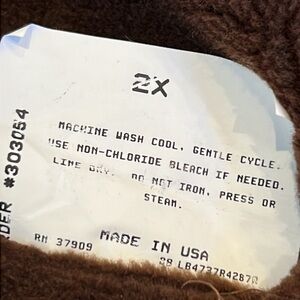 2X
MACHINE WASH COOL, GENTLE CYCLE.
USE NON-CHLORIDE BLEACH IF NEEDED.
LINE DRY. DO NOT IRON, PRESS OR
STEAM.
MADE IN USA
RN 37909
LB4737R4287
DER #303054